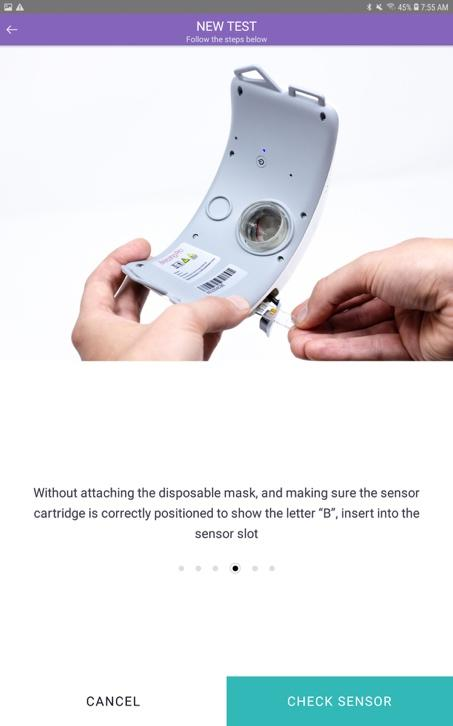 45% 7:55 AM
NEW TEST
Follow the steps below
Without attaching the disposable mask, and making sure the sensor
cartridge is correctly positioned to show the letter “B”, insert into the
sensor slot
CANCEL
CHECK SENSOR